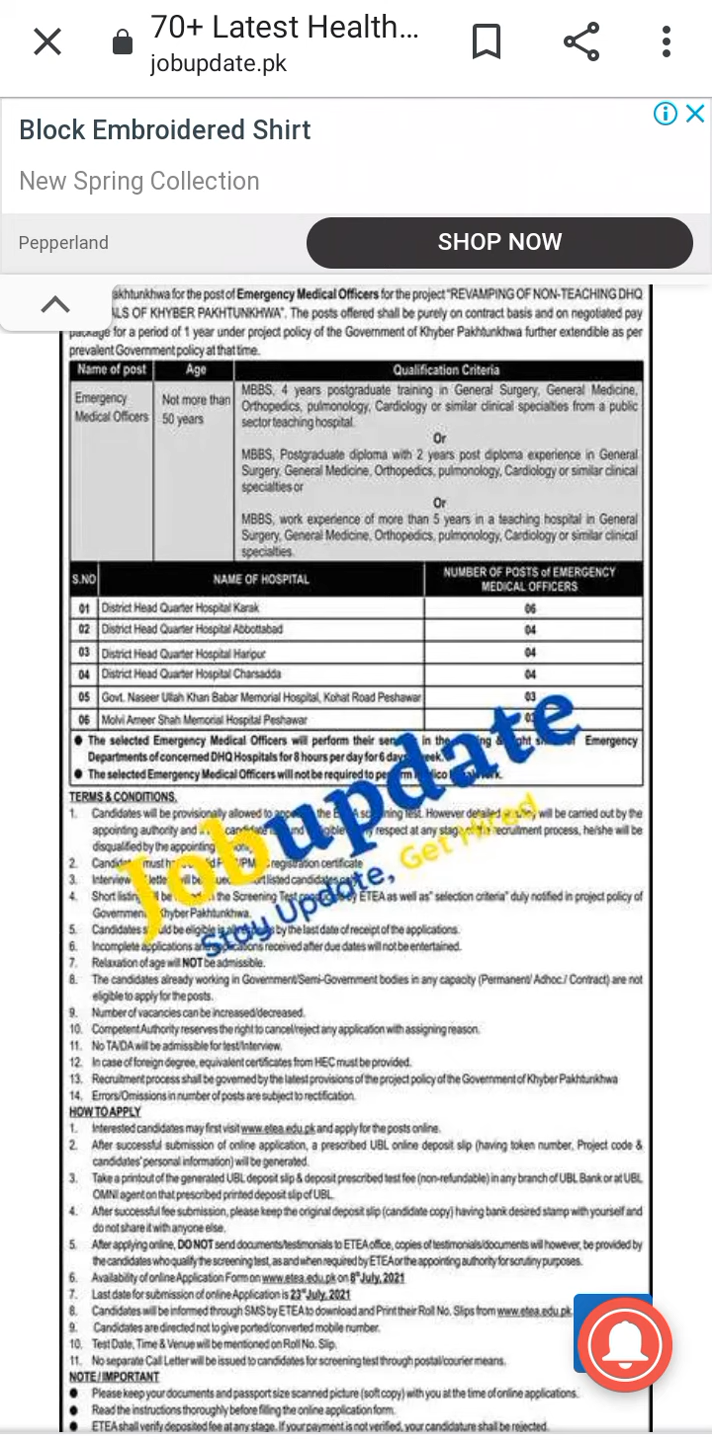 70+ Latest Health...
jobupdate.pk
Block Embroidered Shirt
New Spring Collection
Pepperland
SHOP NOW
akhtunkhwa for the post of Emergency Medical Officers for the project "REVAMPING OF NON-TEACHING DHQ
ALS OF KHYBER PAKHTUNKHWA". The posts offered shall be purely on contract basis and on negotiated pay
package for a period of 1 year under project policy of the Government of Khyber Pakhtunkhwa further extendible as per
prevalent Government policy at that time.
Name of post Age Qualification Criteria
Emergency Medical Officers
Not more than 50 years
MBBS, 4 years postgraduate training in General Surgery, General Medicine,
Orthopedics, pulmonology, Cardiology or similar clinical specialties from a public
sector teaching hospital.
Or
MBBS, Postgraduate diploma with 2 years post diploma experience in General
Surgery, General Medicine, Orthopedics, pulmonology, Cardiology or similar clinical
specialties or
Or
MBBS, work experience of more than 5 years in a teaching hospital in General
Surgery, General Medicine, Orthopedics, pulmonology, Cardiology or similar clinical
specialties.
S.NO NAME OF HOSPITAL NUMBER OF POSTS of EMERGENCY
MEDICAL OFFICERS
01 District Head Quarter Hospital Karak 06
02 District Head Quarter Hospital Abbottabad 04
03 District Head Quarter Hospital Haripur 04
04 District Head Quarter Hospital Charsadda 04
05 Govt. Naseer Ullah Khan Babar Memorial Hospital, Kohat Road Peshawar 03
06 Molvi Ameer Shah Memorial Hospital Peshawar
● The selected Emergency Medical Officers will perform their in the Emergency
Departments of concerned DHQ Hospitals for 8 hours per day for 6 days
● The selected Emergency Medical Officers will not be required to
Jobupdate
Stay Update, Get Hired
TERMS & CONDITIONS.
1. Candidates will be provisionally allowed to the screening test. However detailed will be carried out by the
appointing authority and respect at any stage recruitment process, he/she will be
disqualified by the appointing
2. must registration certificate
3. Interview will be listed candidates
4. Short listing the Screening Test ETEA as well as" selection criteria" duly notified in project policy of
Government Khyber Pakhtunkhwa.
5. Candidates should be eligible by the last date of receipt of the applications.
6. Incomplete applications and applications received after due dates will not be entertained.
7. Relaxation of age will NOT be admissible.
8. The candidates already working in Government/Semi-Government bodies in any capacity (Permanent/ Adhoc./ Contract) are not
eligible to apply for the posts.
9. Number of vacancies can be increased/decreased.
10. Competent Authority reserves the right to cancel/reject any application with assigning reason.
11. No TA/DA will be admissible for test/interview.
12. In case of foreign degree, equivalent certificates from HEC must be provided.
13. Recruitment process shall be governed by the latest provisions of the project policy of the Government of Khyber Pakhtunkhwa
14. Errors/Omissions in number of posts are subject to rectification.
HOW TO APPLY
1. Interested candidates may first visit www.etea.edu.pk and apply for the posts online.
2. After successful submission of online application, a prescribed UBL online deposit slip (having token number, Project code &
candidates' personal information) will be generated.
3. Take a printout of the generated UBL deposit slip & deposit prescribed test fee (non-refundable) in any branch of UBL Bank or at UBL
OMNI agent on that prescribed printed deposit slip of UBL.
4. After successful fee submission, please keep the original deposit slip (candidate copy) having bank desired stamp with yourself and
do not share it with anyone else.
5. After applying online, DO NOT send documents/testimonials to ETEA office, copies of testimonials/documents will however, be provided by
the candidates who qualify the screening test, as and when required by ETEA or the appointing authority for scrutiny purposes.
6. Availability of online Application Form on www.etea.edu.pk on 8th July, 2021
7. Last date for submission of online Application is 23rd July, 2021
8. Candidates will be informed through SMS by ETEA to download and Print their Roll No. Slips from www.etea.edu.pk.
9. Candidates are directed not to give ported/converted mobile number.
10. Test Date, Time & Venue will be mentioned on Roll No. Slip.
11. No separate Call Letter will be issued to candidates for screening test through postal/courier means.
NOTE / IMPORTANT
● Please keep your documents and passport size scanned picture (soft copy) with you at the time of online applications.
● Read the instructions thoroughly before filling the online application form.
● ETEA shall verify deposited fee at any stage. If your payment is not verified, your candidature shall be rejected.